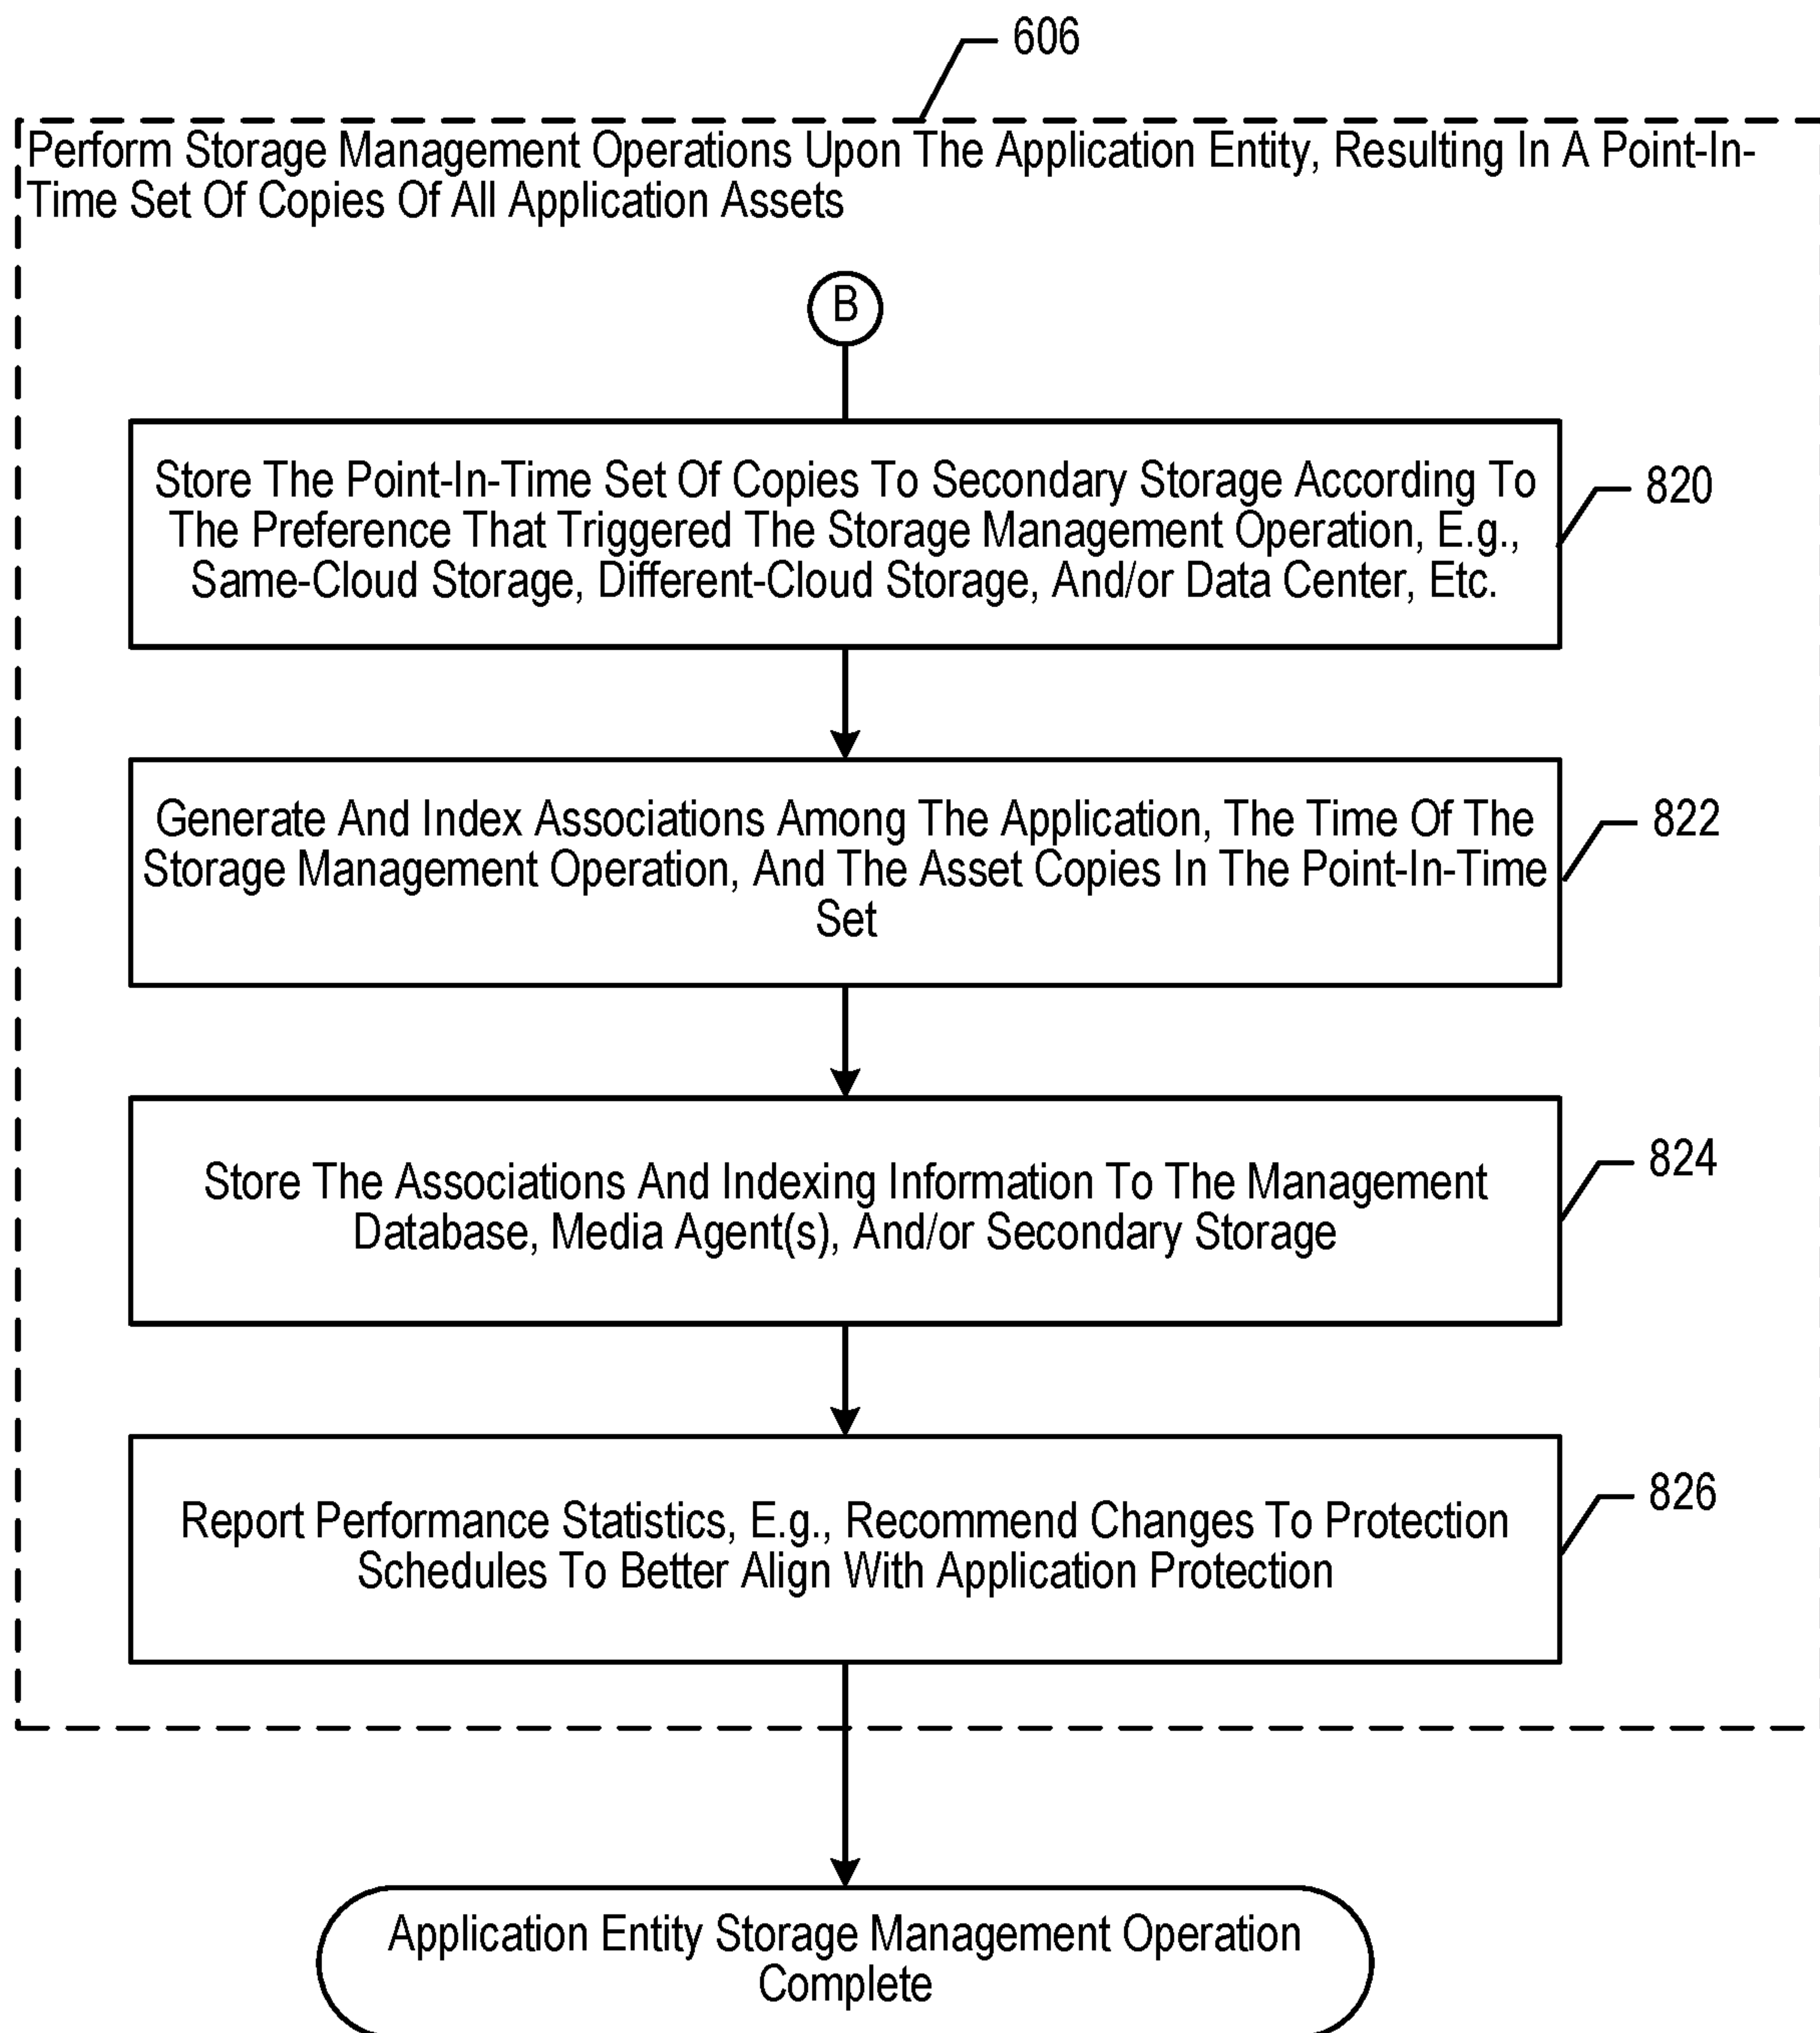 606
Perform Storage Management Operations Upon The Application Entity, Resulting In A Point-In-
Time Set Of Copies Of All Application Assets
B
Store The Point-In-Time Set Of Copies To Secondary Storage According To
The Preference That Triggered The Storage Management Operation, E.g.,
Same-Cloud Storage, Different-Cloud Storage, And/or Data Center, Etc.
820
Generate And Index Associations Among The Application, The Time Of The
Storage Management Operation, And The Asset Copies In The Point-In-Time
Set
822
Store The Associations And Indexing Information To The Management
Database, Media Agent(s), And/or Secondary Storage
824
Report Performance Statistics, E.g., Recommend Changes To Protection
Schedules To Better Align With Application Protection
826
Application Entity Storage Management Operation
Complete